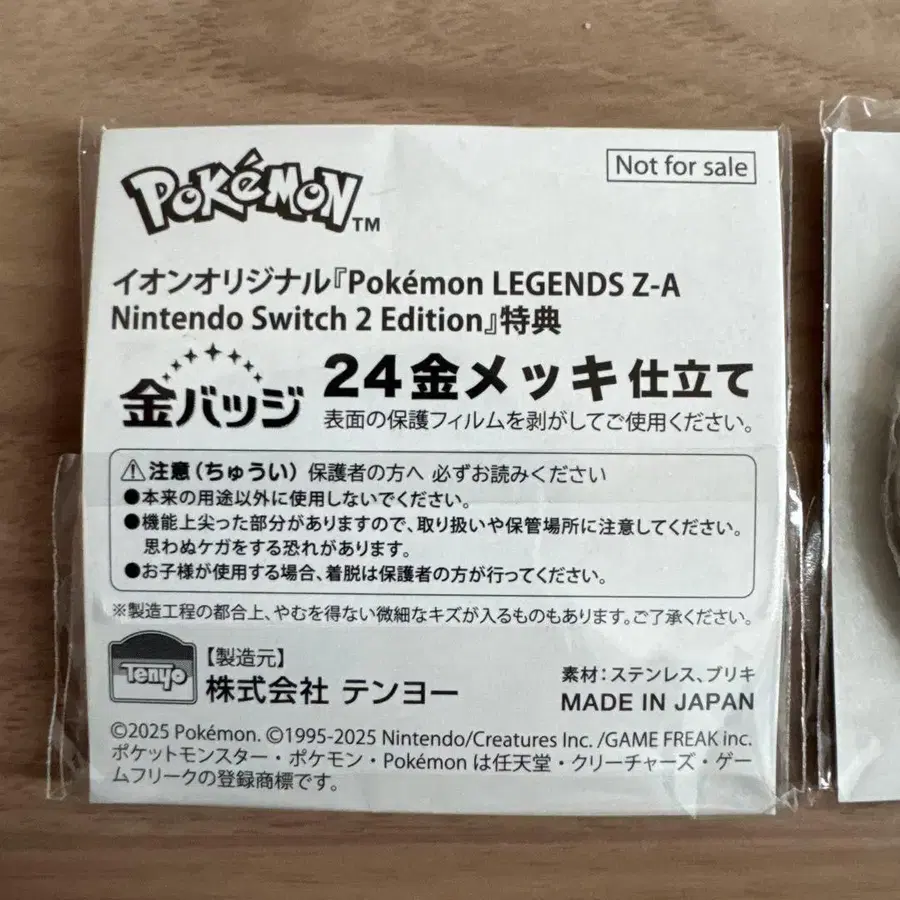 POKéMON TM
Not for sale
イオンオリジナル『Pokémon LEGENDS Z-A
Nintendo Switch 2 Edition』特典
金バッジ
24金メッキ仕立て
表面の保護フィルムを剥がしてご使用ください。
⚠注意(ちゅうい) 保護者の方へ 必ずお読みください
●本来の用途以外に使用しないでください。
●機能上尖った部分がありますので、取り扱いや保管場所に注意してください。
思わぬケガをする恐れがあります。
●お子様が使用する場合、着脱は保護者の方が行ってください。
※製造工程の都合上、やむを得ない微細なキズが入るものもあります。ご了承ください。
Tenyo
【製造元】
株式会社 テンヨー
素材:ステンレス、ブリキ
MADE IN JAPAN
©2025 Pokémon. ©1995-2025 Nintendo/Creatures Inc. /GAME FREAK inc.
ポケットモンスター・ポケモン・Pokémon は任天堂・クリーチャーズ・ゲー
ムフリークの登録商標です。